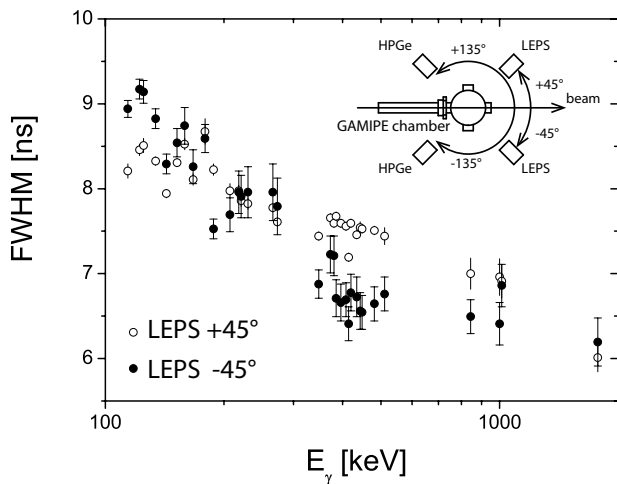 10
9
8
7
6
FWHM [ns]
100
1000
E_γ [keV]
LEPS +45°
LEPS -45°
HPGe
+135°
LEPS
+45°
beam
GAMIPE chamber
-45°
HPGe
-135°
LEPS